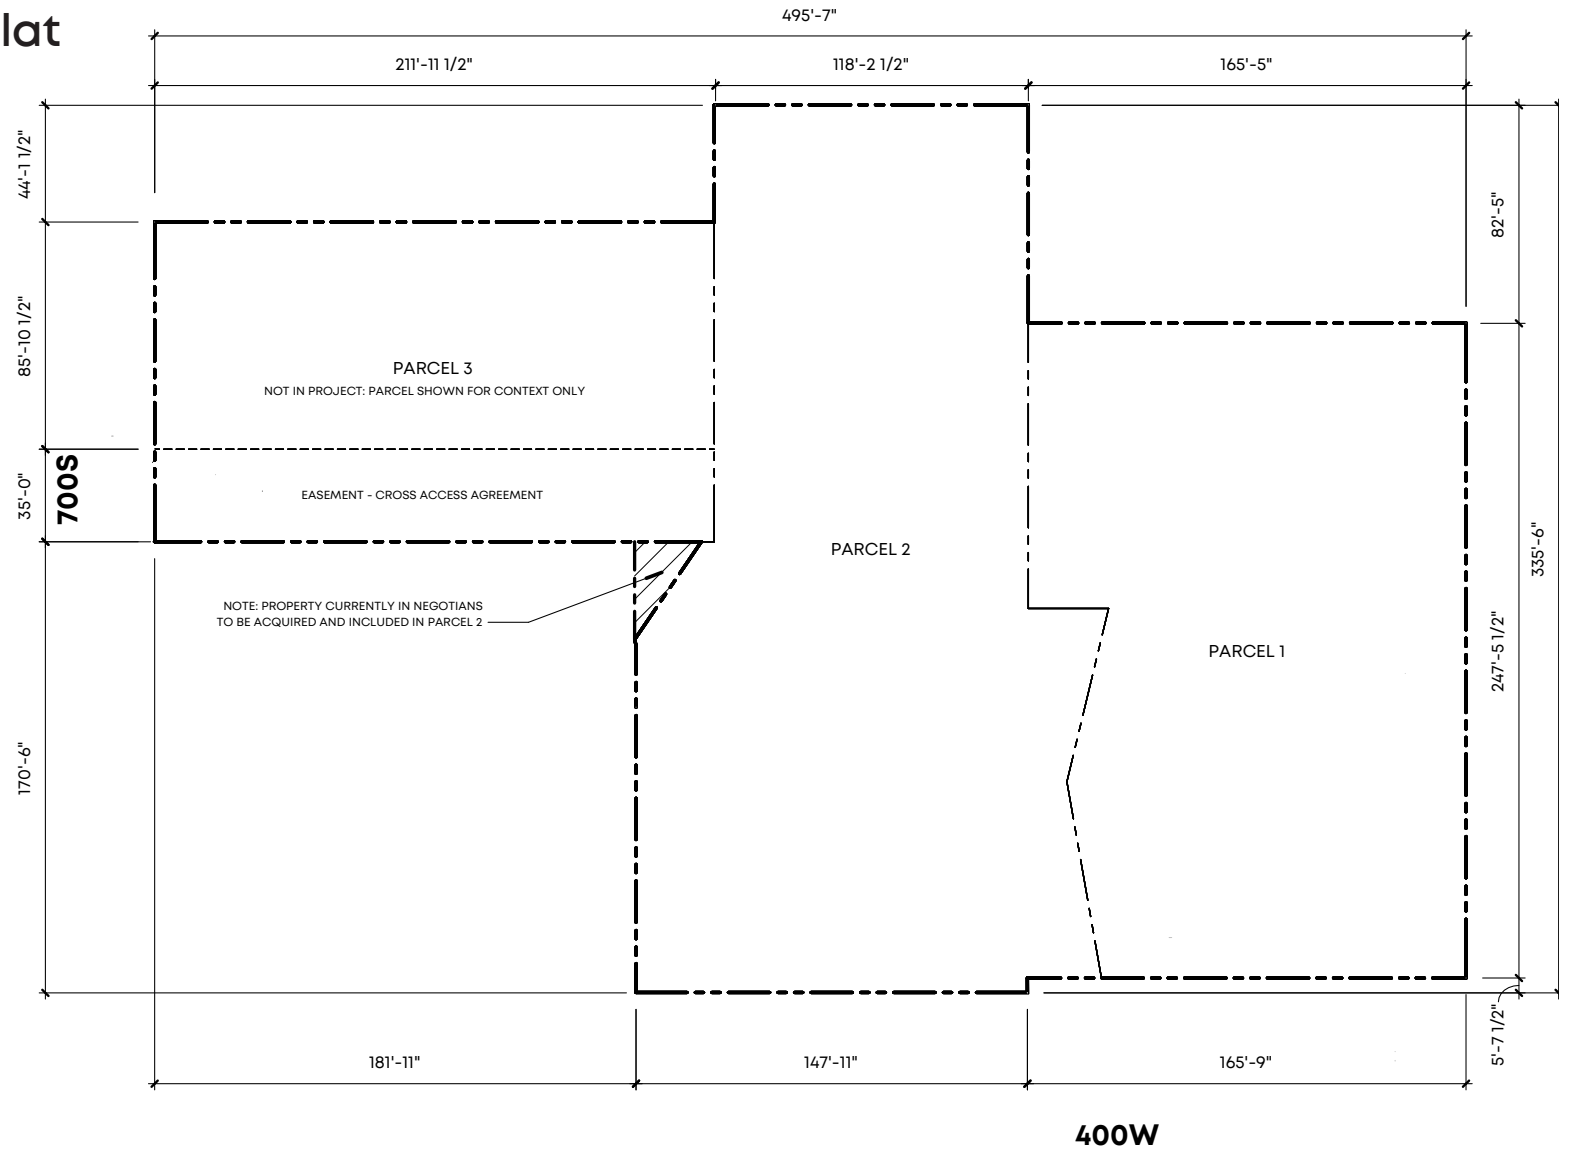 lat
495'-7"
211'-11 1/2"
118'-2 1/2"
165'-5"
44'-1 1/2"
82'-5"
85'-10 1/2"
PARCEL 3
NOT IN PROJECT: PARCEL SHOWN FOR CONTEXT ONLY
35'-0"
700S
EASEMENT - CROSS ACCESS AGREEMENT
PARCEL 2
335'-6"
NOTE: PROPERTY CURRENTLY IN NEGOTIANS
TO BE ACQUIRED AND INCLUDED IN PARCEL 2
PARCEL 1
247'-5 1/2"
170'-6"
5'-7 1/2"
181'-11"
147'-11"
165'-9"
400W